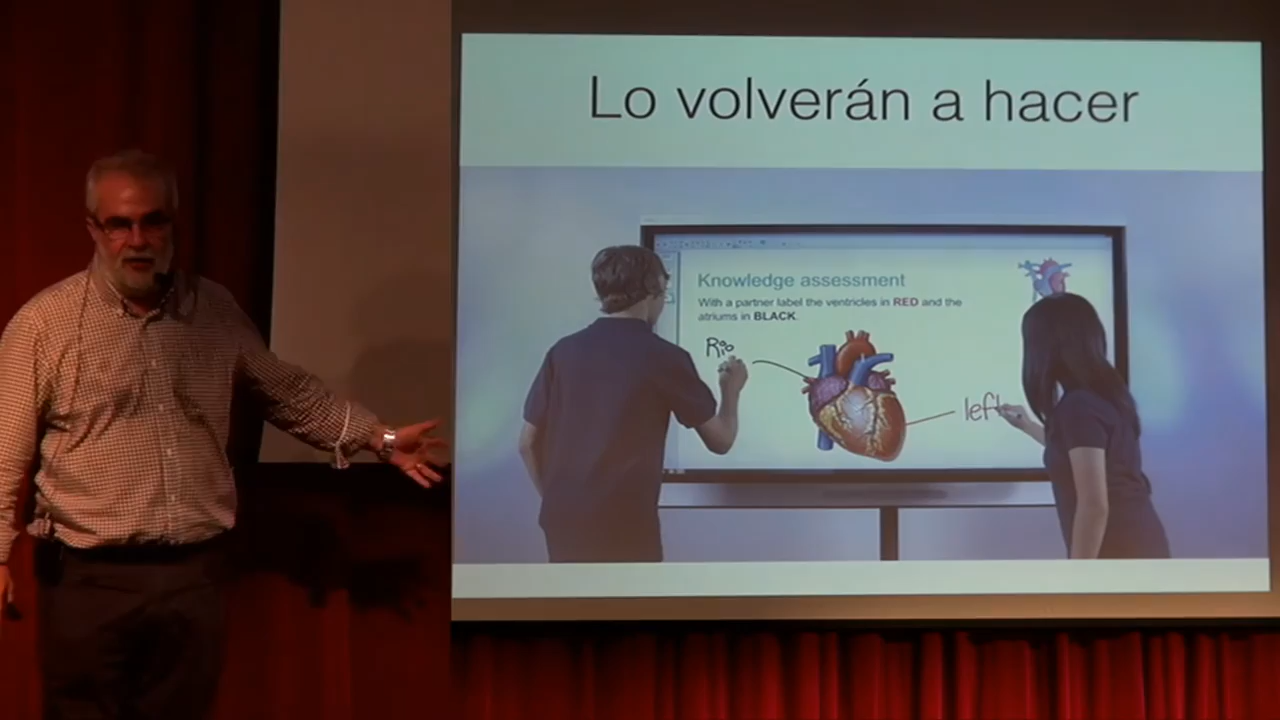 Lo volverán a hacer
Knowledge assessment
With a partner label the ventricles in RED and the
atriums in BLACK.
left